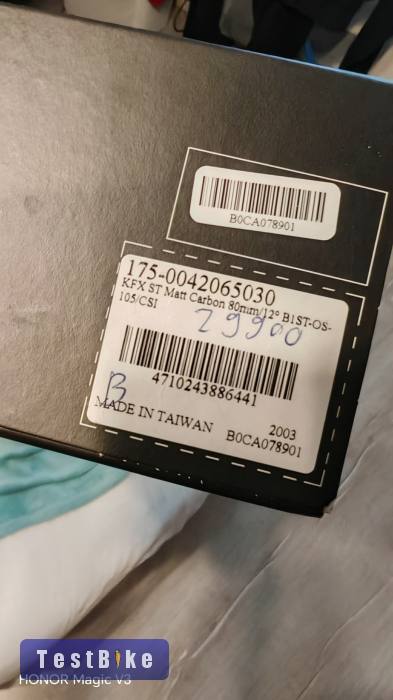 B0CA078901
175-0042065030
KFX ST Matt Carbon 80mm/12° B1ST-OS-
105/CSI
29900
4710243886441
B
MADE IN TAIWAN 2003
B0CA078901
TestBike
HONOR Magic V3